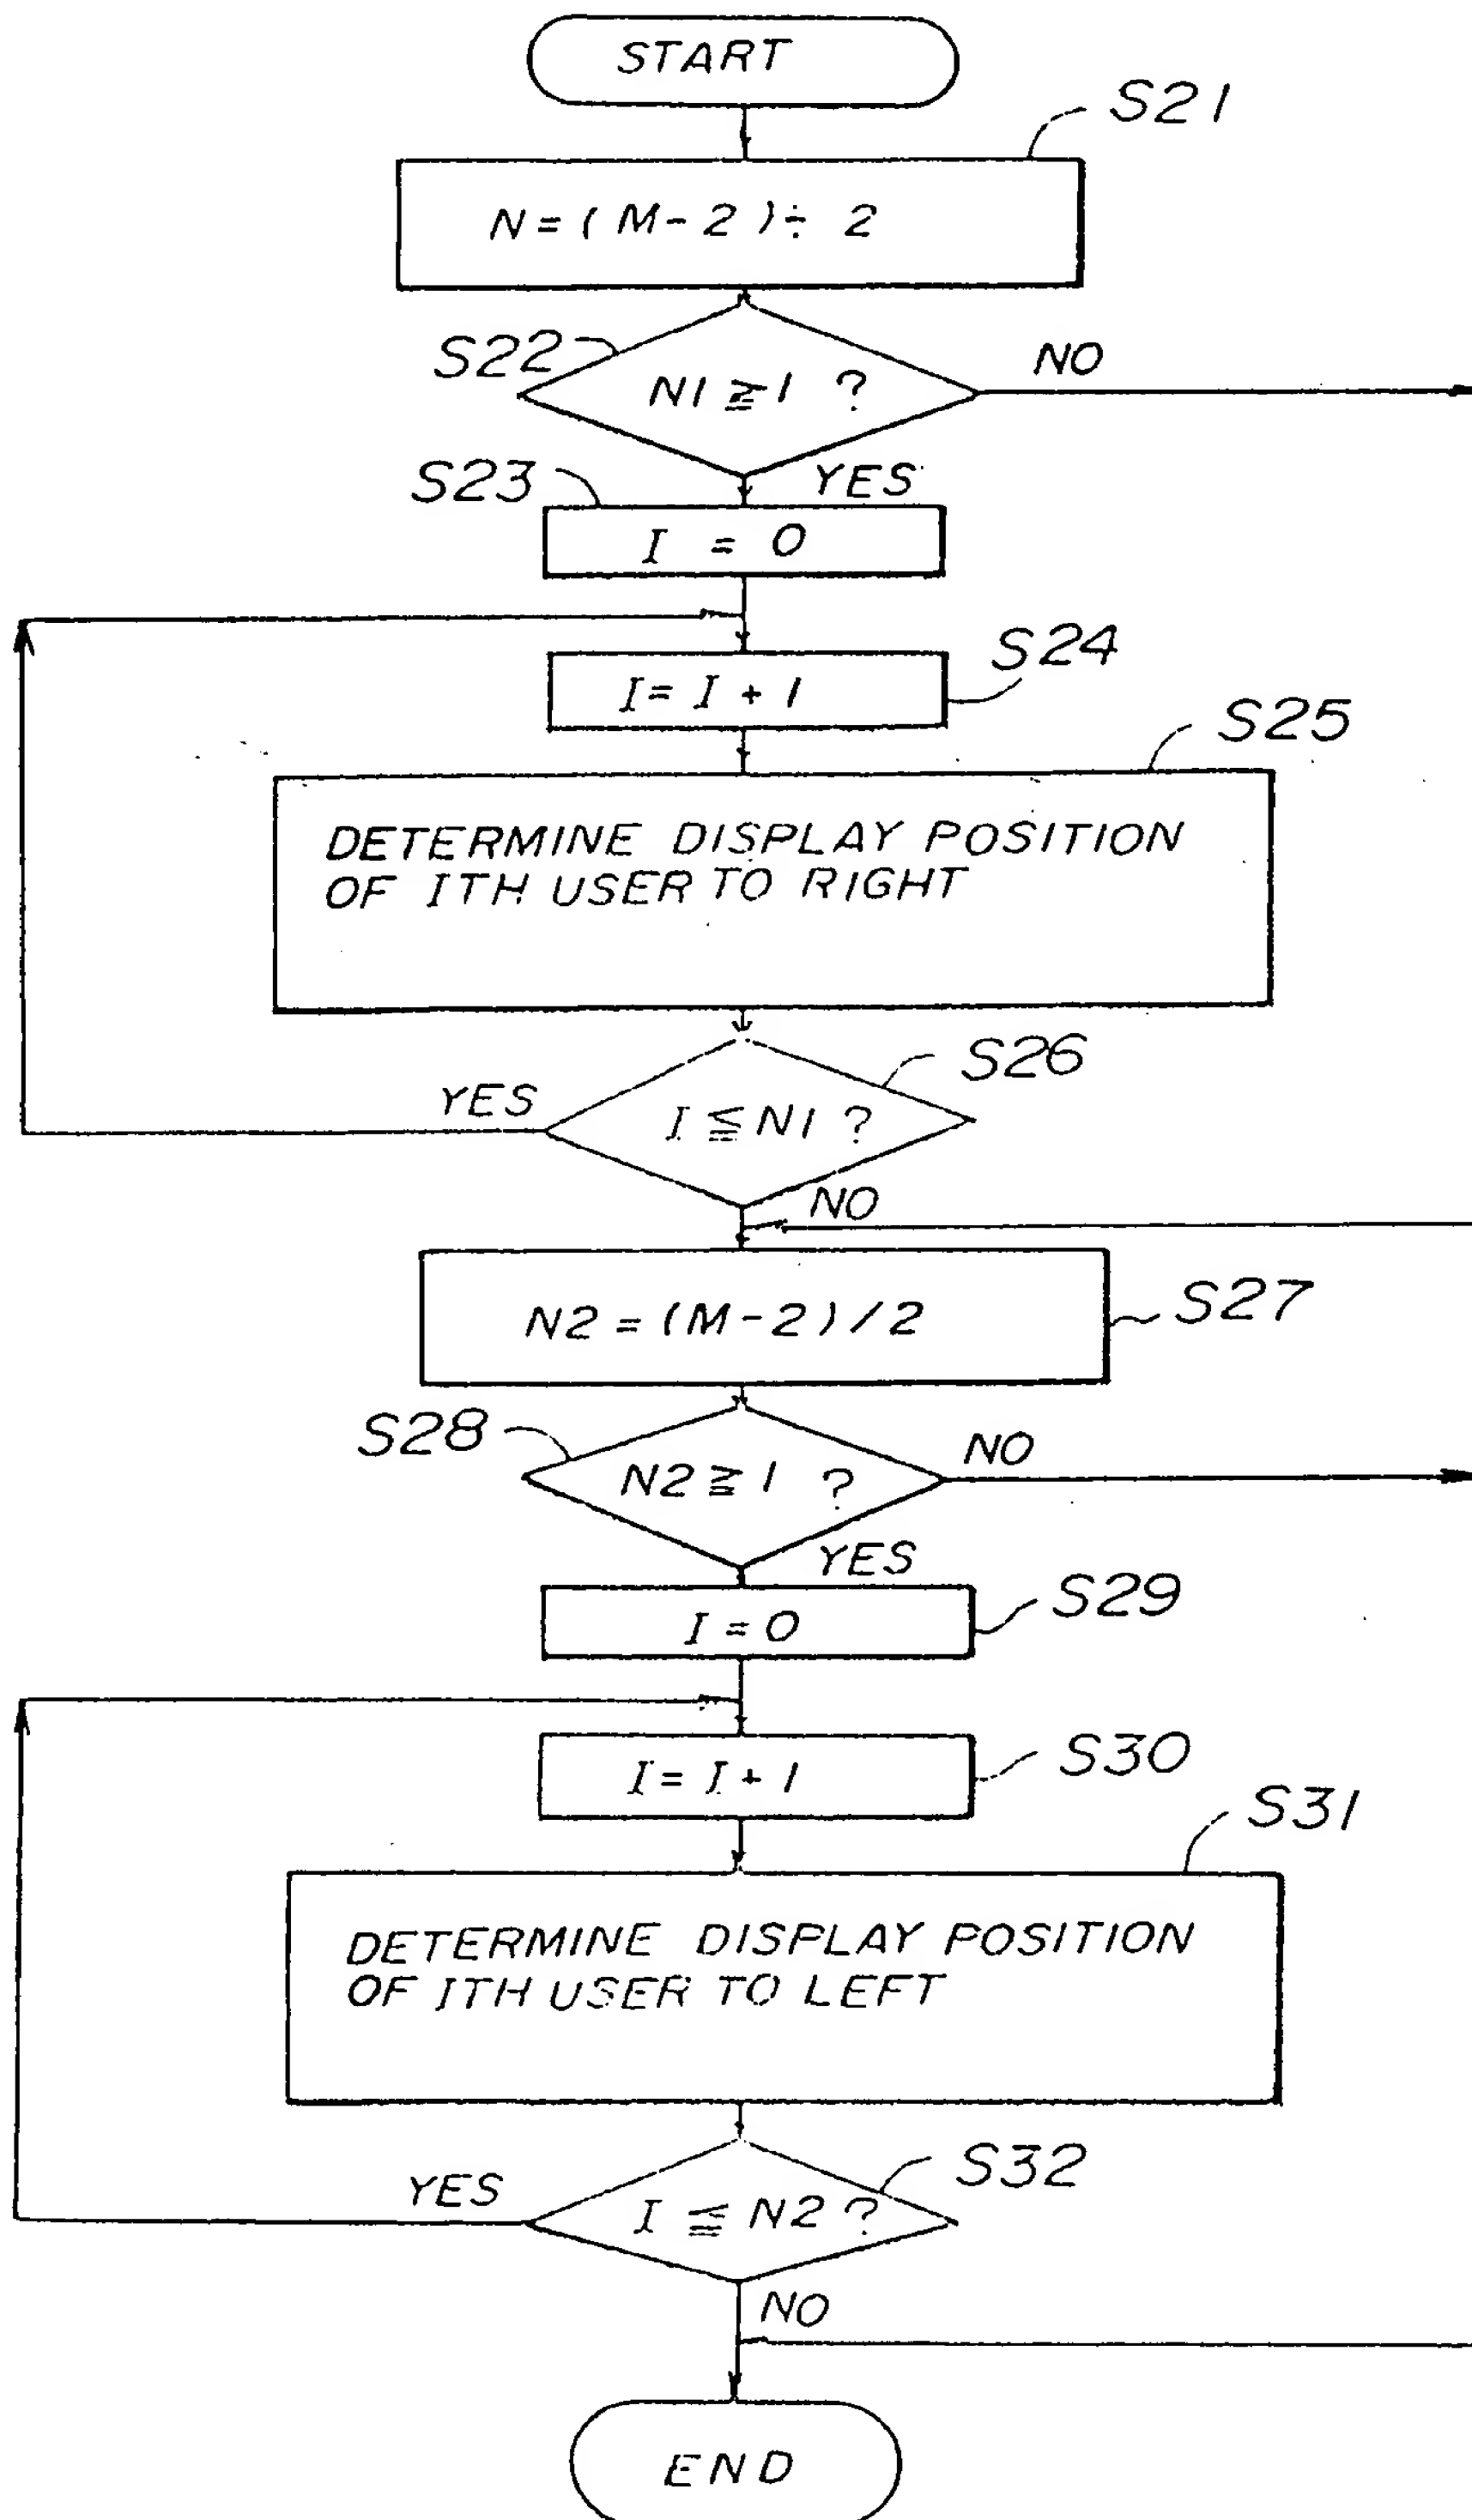 START
S21
N=(M-2)÷ 2
S22
N1≧1 ?
NO
YES
S23
I = 0
S24
I=I+1
S25
DETERMINE DISPLAY POSITION
OF ITH USER TO RIGHT
S26
YES
I≦N1 ?
NO
N2=(M-2)/2
S27
S28
N2≧1 ?
NO
YES
S29
I=0
S30
I=I+1
S31
DETERMINE DISPLAY POSITION
OF ITH USER TO LEFT
S32
YES
I≦N2?
NO
END